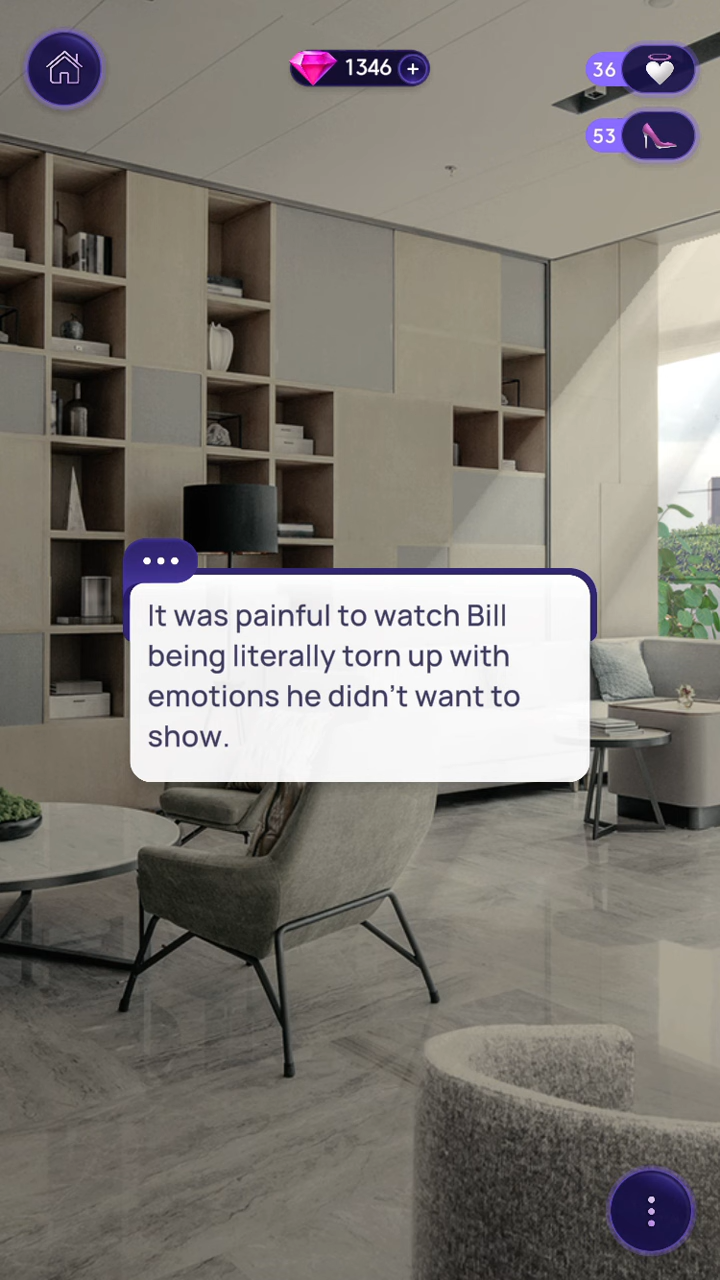 1346 +
36
53
It was painful to watch Bill
being literally torn up with
emotions he didn't want to
show.